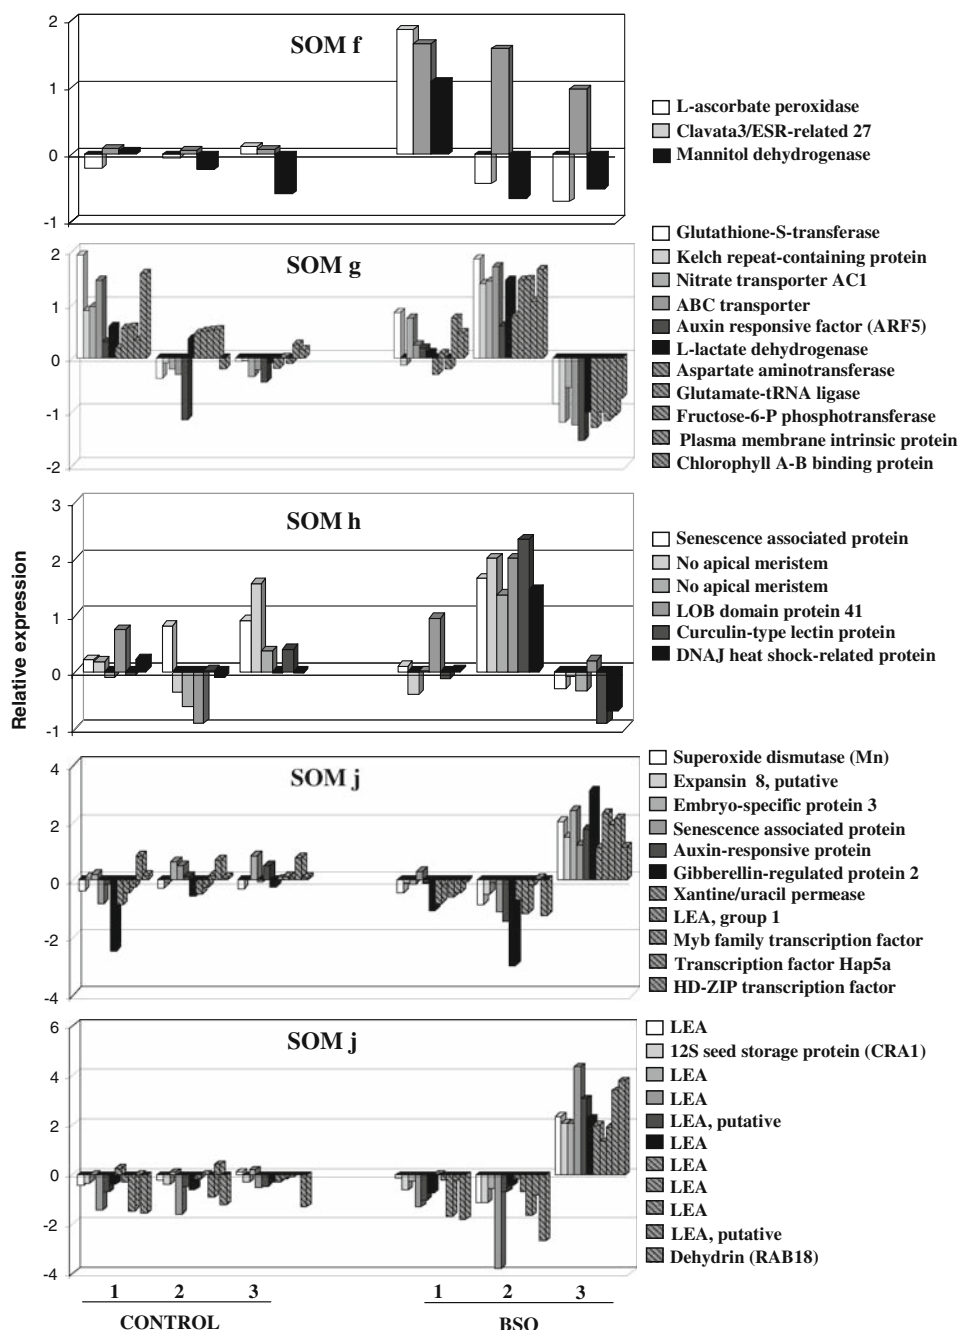 2
SOM f
1
0
-1
L-ascorbate peroxidase
Clavata3/ESR-related 27
Mannitol dehydrogenase
2
SOM g
1
0
-1
-2
Glutathione-S-transferase
Kelch repeat-containing protein
Nitrate transporter AC1
ABC transporter
Auxin responsive factor (ARF5)
L-lactate dehydrogenase
Aspartate aminotransferase
Glutamate-tRNA ligase
Fructose-6-P phosphotransferase
Plasma membrane intrinsic protein
Chlorophyll A-B binding protein
Relative expression
3
SOM h
2
1
0
-1
Senescence associated protein
No apical meristem
No apical meristem
LOB domain protein 41
Curculin-type lectin protein
DNAJ heat shock-related protein
4
SOM j
2
0
-2
-4
Superoxide dismutase (Mn)
Expansin 8, putative
Embryo-specific protein 3
Senescence associated protein
Auxin-responsive protein
Gibberellin-regulated protein 2
Xantine/uracil permease
LEA, group 1
Myb family transcription factor
Transcription factor Hap5a
HD-ZIP transcription factor
6
SOM j
4
2
0
-2
-4
LEA
12S seed storage protein (CRA1)
LEA
LEA
LEA, putative
LEA
LEA
LEA
LEA
LEA, putative
Dehydrin (RAB18)
1 2 3 1 2 3
CONTROL BSO